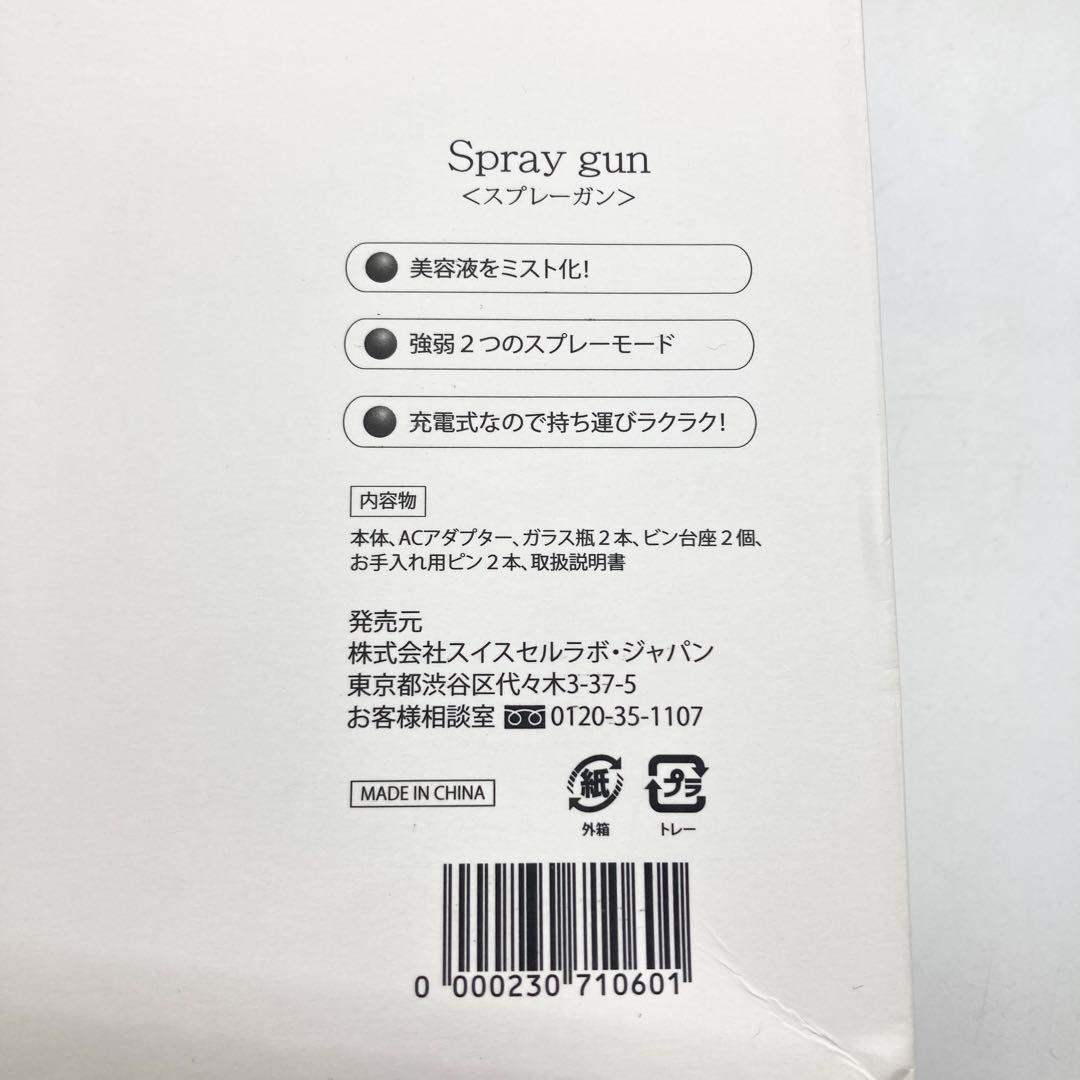 Spray gun
<スプレーガン>
美容液をミスト化!
強弱2つのスプレーモード
充電式なので持ち運びラクラク!
内容物
本体、ACアダプター、ガラス瓶2本、ビン台座2個、
お手入れ用ピン2本、取扱説明書
発売元
株式会社スイスセルラボ・ジャパン
東京都渋谷区代々木3-37-5
お客様相談室 0120-35-1107
MADE IN CHINA
紙
外箱
プラ
トレー
0 000230 710601